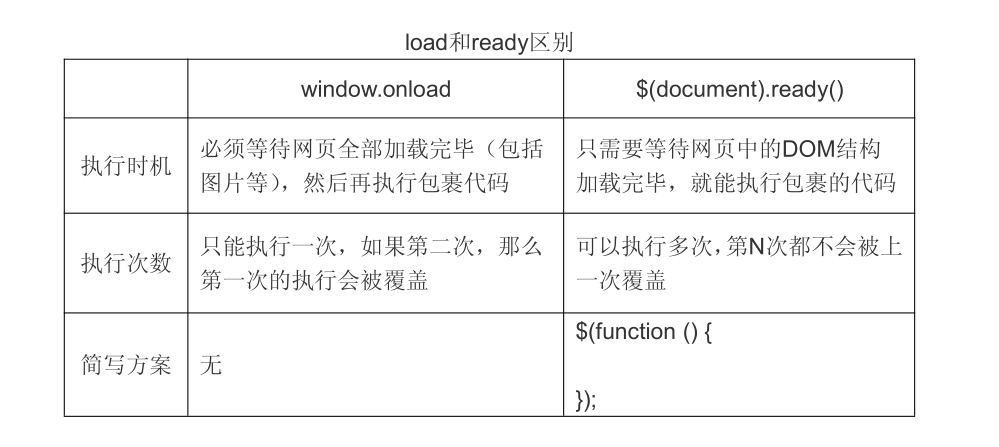 load和ready区别
window.onload
$(document).ready()
执行时机
必须等待网页全部加载完毕（包括
图片等），然后再执行包裹代码
只需要等待网页中的DOM结构
加载完毕，就能执行包裹的代码
执行次数
只能执行一次，如果第二次，那么
第一次的执行会被覆盖
可以执行多次，第N次都不会被上
一次覆盖
简写方案
无
$(function () {
});